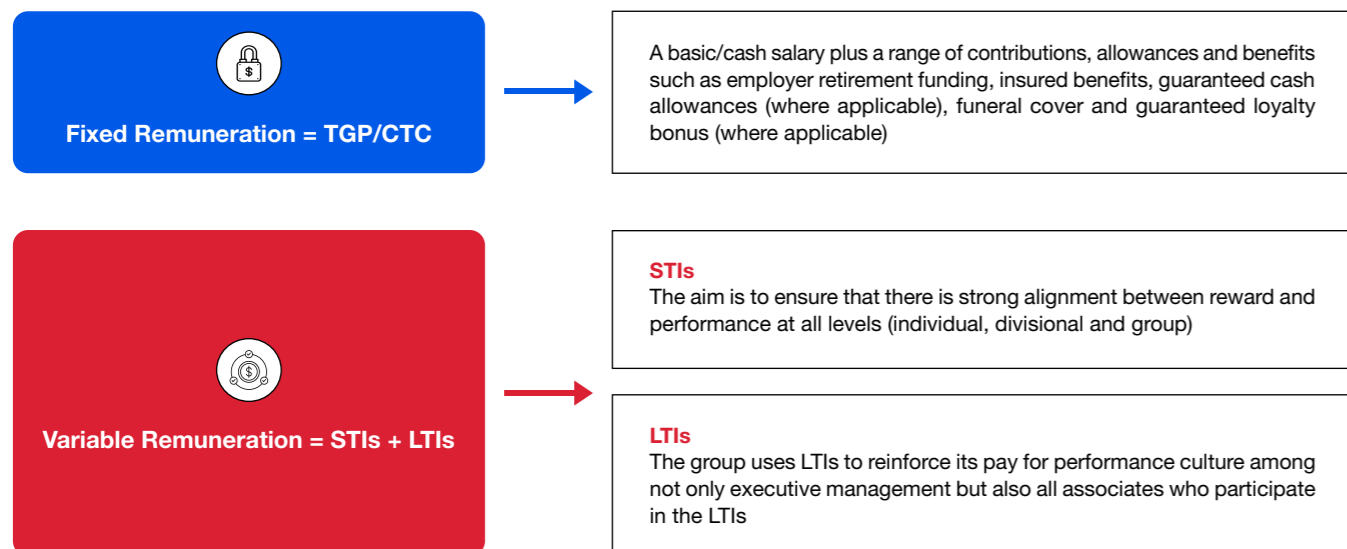 Fixed Remuneration = TGP/CTC
A basic/cash salary plus a range of contributions, allowances and benefits
such as employer retirement funding, insured benefits, guaranteed cash
allowances (where applicable), funeral cover and guaranteed loyalty
bonus (where applicable)
Variable Remuneration = STIs + LTIs
STIs
The aim is to ensure that there is strong alignment between reward and
performance at all levels (individual, divisional and group)
LTIs
The group uses LTIs to reinforce its pay for performance culture among
not only executive management but also all associates who participate
in the LTIs